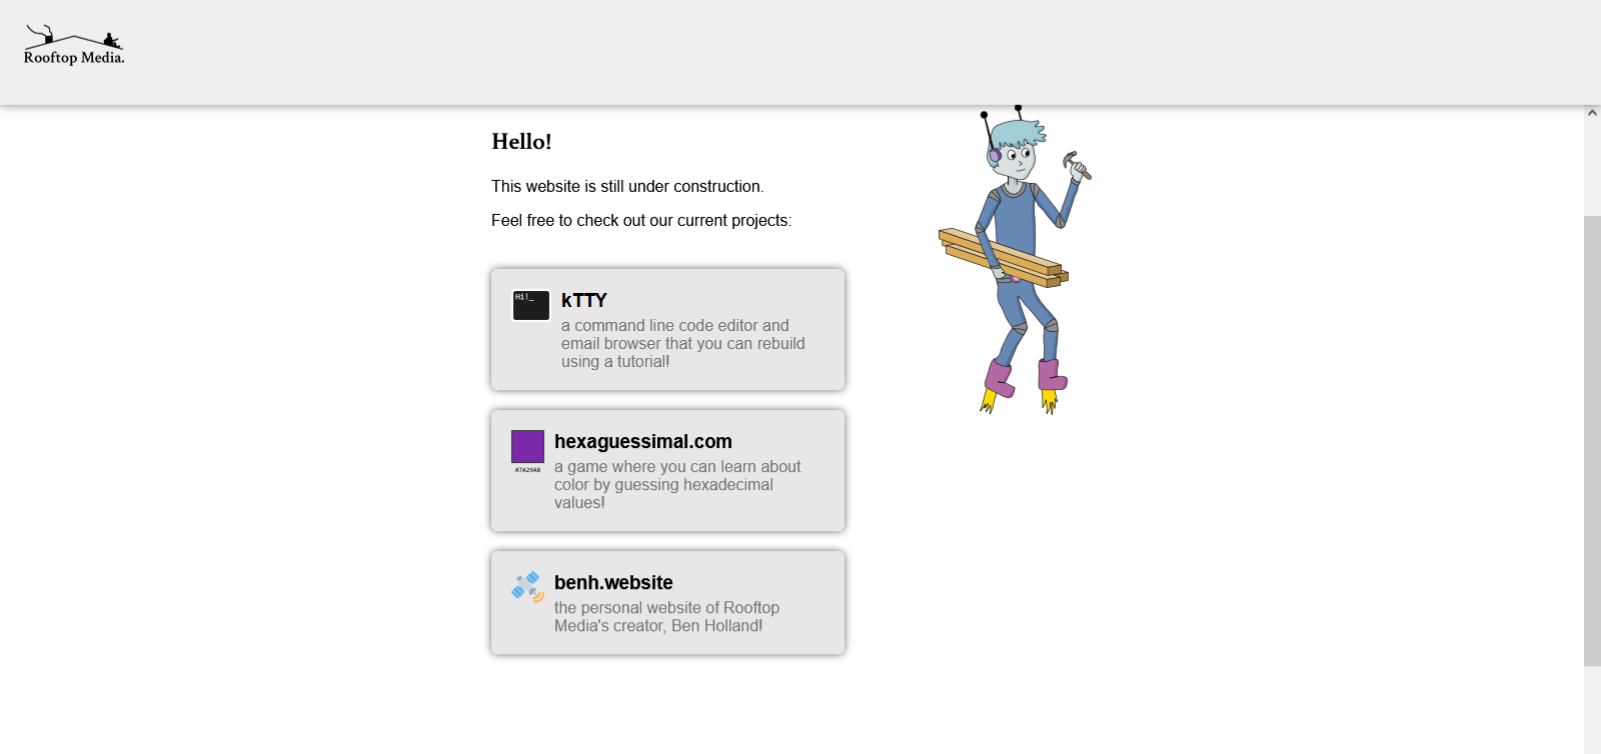 Rooftop Media.
Hello!
This website is still under construction.
Feel free to check out our current projects:
Hi!_
kTTY
a command line code editor and
email browser that you can rebuild
using a tutorial!
hexaguessimal.com
#7A29A8
a game where you can learn about
color by guessing hexadecimal
values!
benh.website
the personal website of Rooftop
Media's creator, Ben Holland!